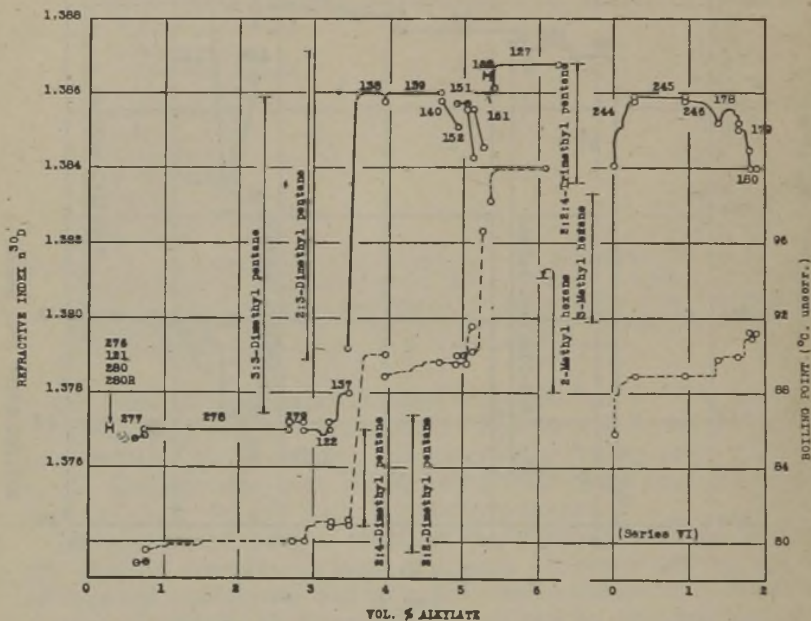 1.388
1.386
1.384
1.382
1.380
1.378
1.376
REFRACTIVE INDEX n³⁰D
276
121
280
280R
277
278
279
122
137
138
139
140
151
152
161
127
3:3-Dimethyl pentane
2:3-Dimethyl pentane
2:4-Dimethyl pentane
2:2-Dimethyl pentane
2:2:4-Trimethyl pentane
2-Methyl hexane
3-Methyl hexane
244
245
246
178
179
180
(Series VI)
96
92
88
84
80
BOILING POINT (°C uncorr.)
0 1 2 3 4 5 6 0 1 2
VOL. % ALKYLATE